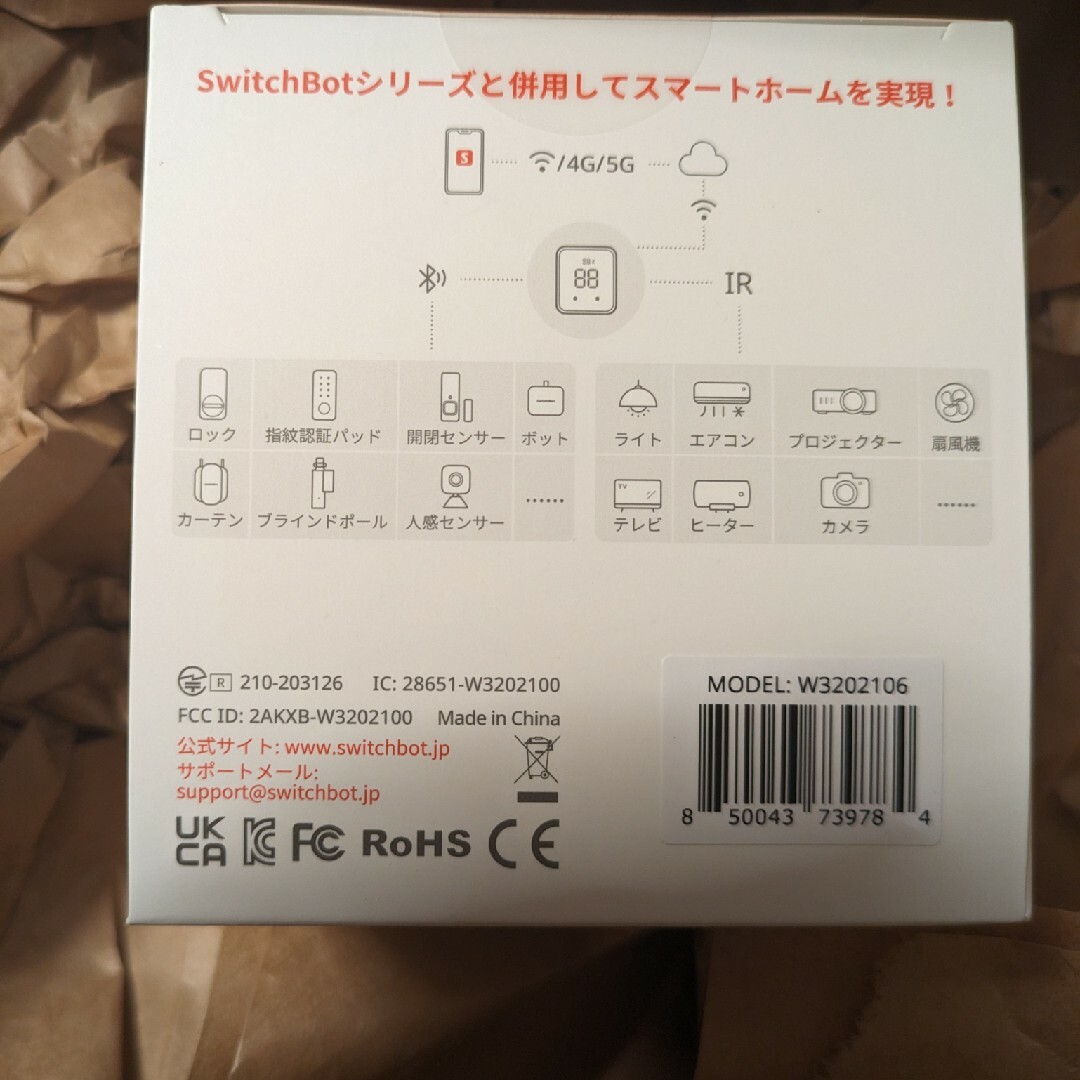 SwitchBotシリーズと併用してスマートホームを実現！
S
/4G/5G
88
IR
ロック 指紋認証パッド 開閉センサー ボット
ライト エアコン プロジェクター 扇風機
カーテン ブラインドポール 人感センサー ······
TV
テレビ ヒーター カメラ ······
R 210-203126 IC: 28651-W3202100
FCC ID: 2AKXB-W3202100 Made in China
公式サイト: www.switchbot.jp
サポートメール:
support@switchbot.jp
UK
CA FC RoHS CE
MODEL: W3202106
8 50043 73978 4